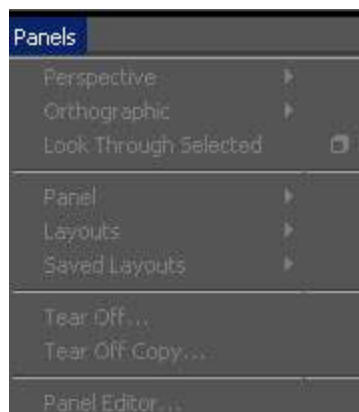 Panels
Perspective
Orthographic
Look Through Selected
Panel
Layouts
Saved Layouts
Tear Off...
Tear Off Copy...
Panel Editor...